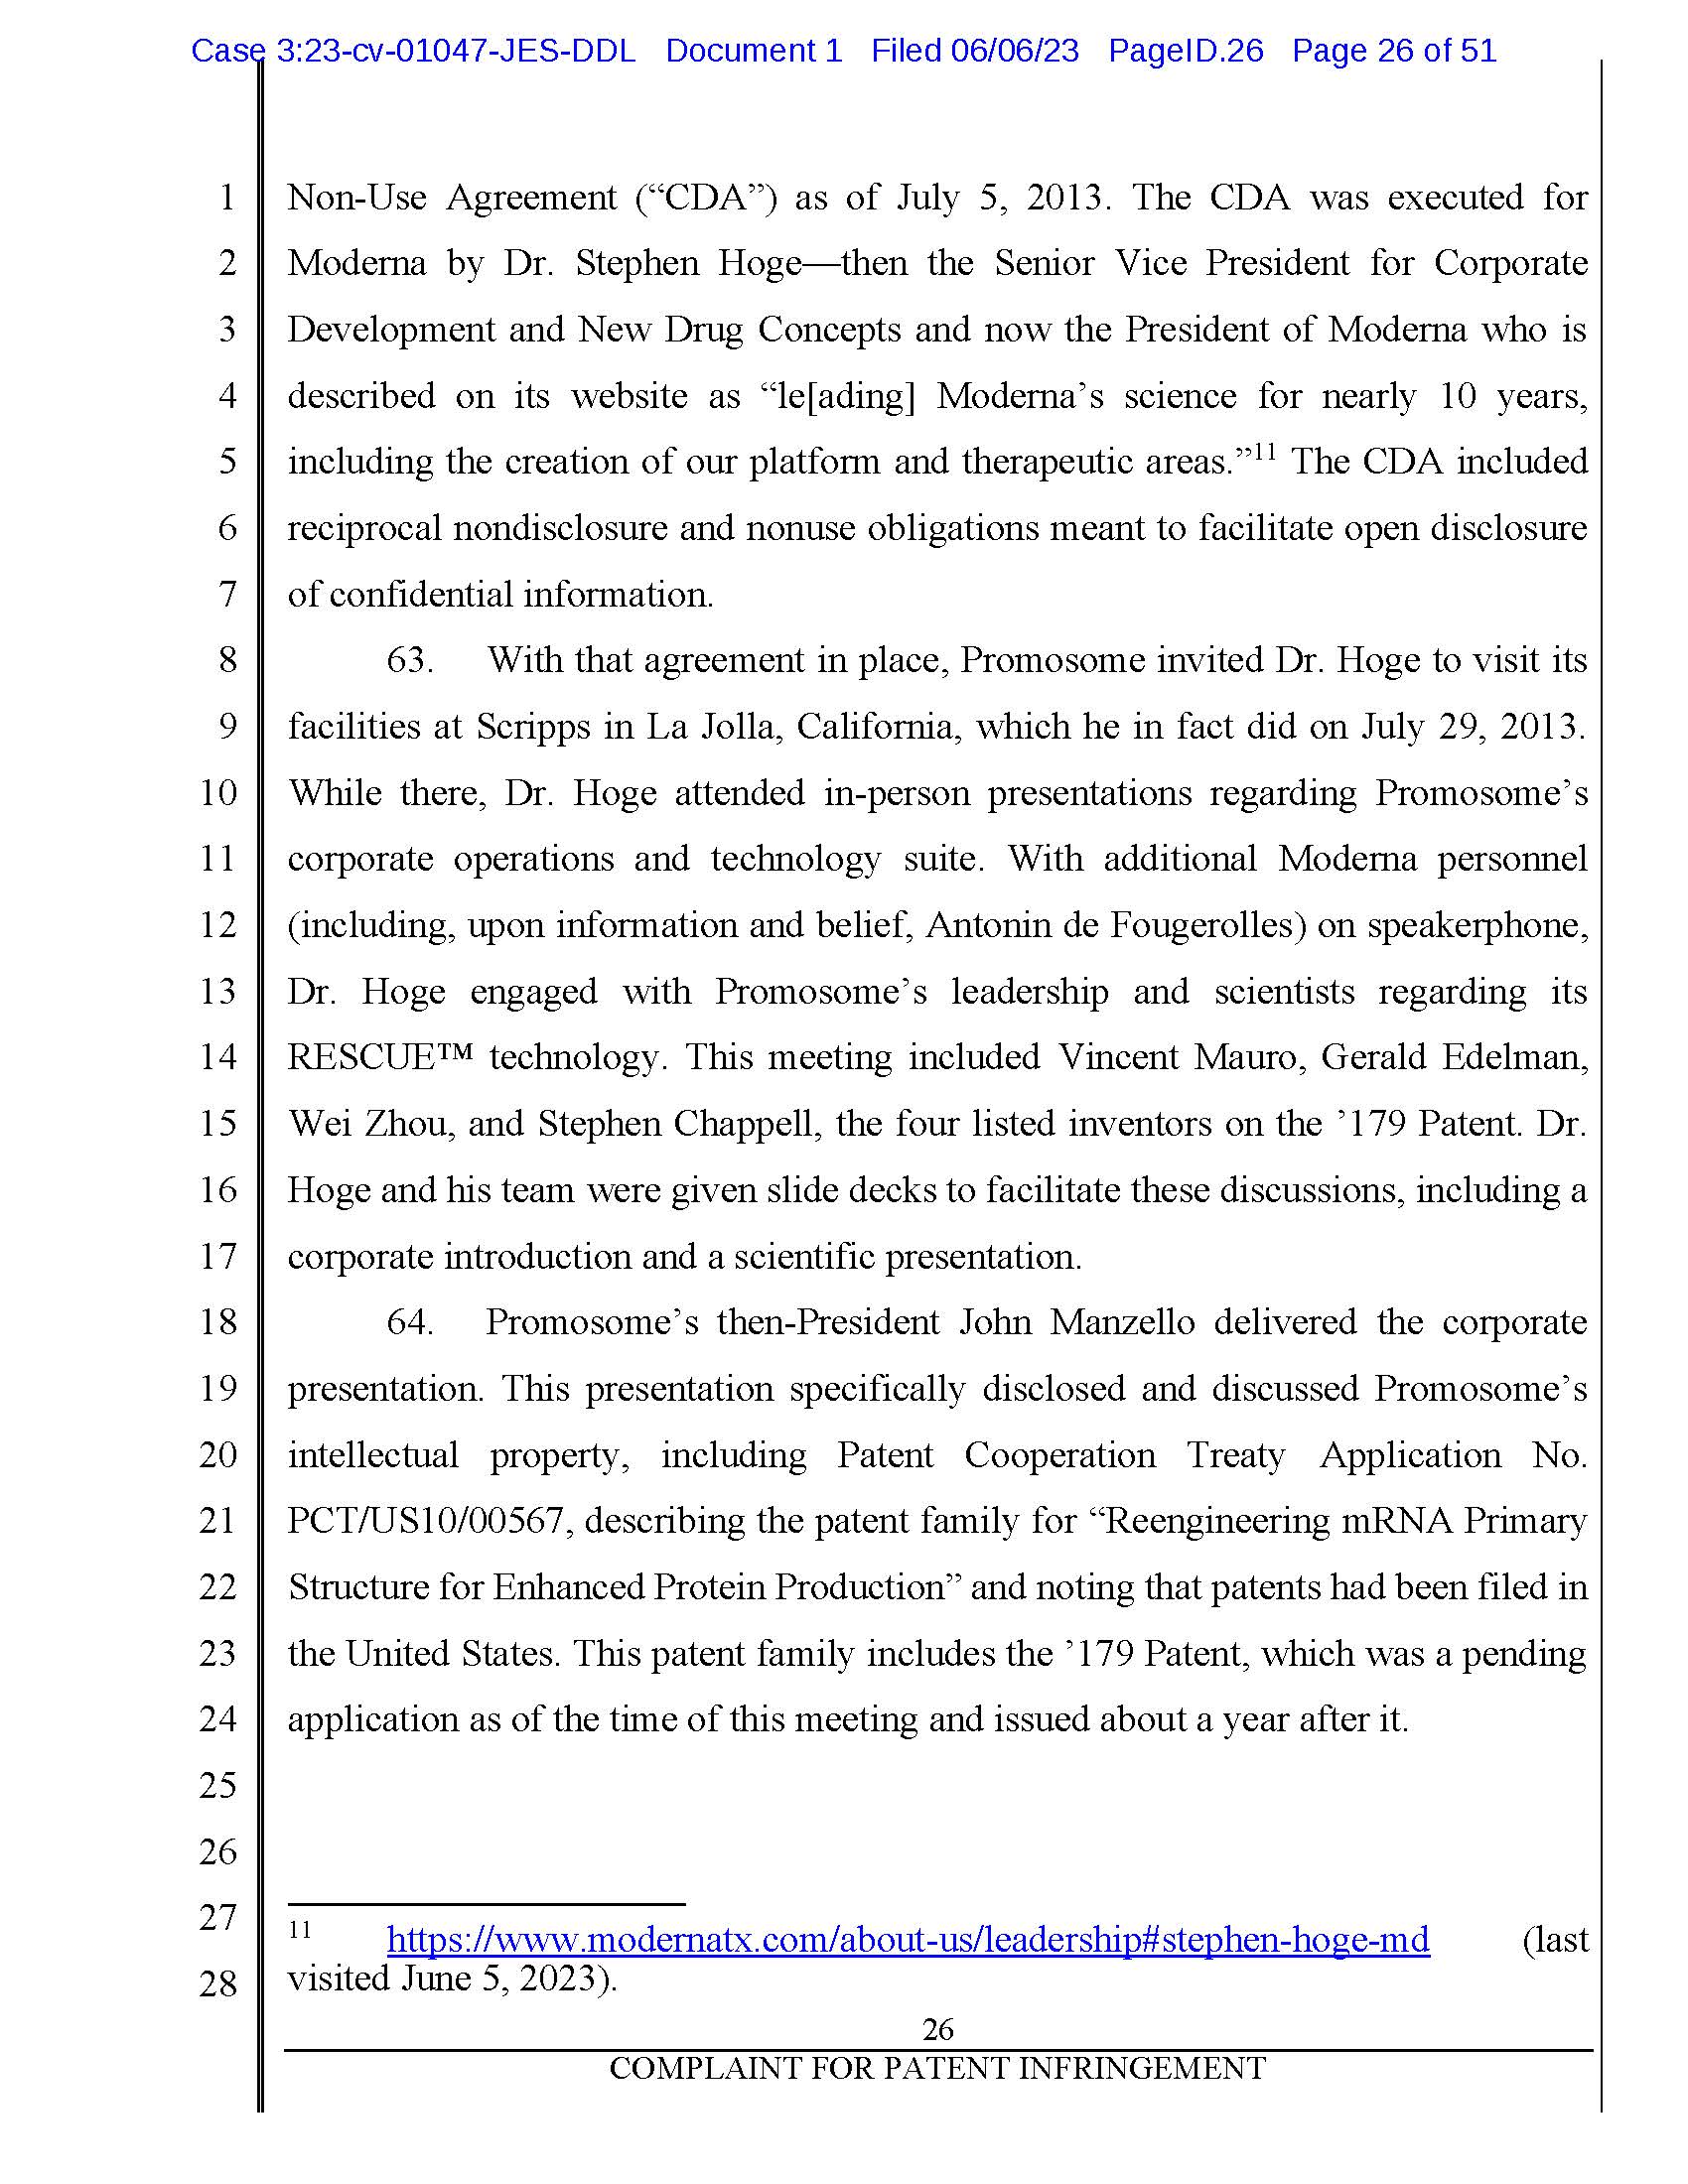 Case 3:23-cv-01047-JES-DDL Document 1 Filed 06/06/23 PageID.26 Page 26 of 51
1 Non-Use Agreement (“CDA”) as of July 5, 2013. The CDA was executed for
2 Moderna by Dr. Stephen Hoge—then the Senior Vice President for Corporate
3 Development and New Drug Concepts and now the President of Moderna who is
4 described on its website as “le[ading] Moderna’s science for nearly 10 years,
5 including the creation of our platform and therapeutic areas.”11 The CDA included
6 reciprocal nondisclosure and nonuse obligations meant to facilitate open disclosure
7 of confidential information.
8 63. With that agreement in place, Promosome invited Dr. Hoge to visit its
9 facilities at Scripps in La Jolla, California, which he in fact did on July 29, 2013.
10 While there, Dr. Hoge attended in-person presentations regarding Promosome’s
11 corporate operations and technology suite. With additional Moderna personnel
12 (including, upon information and belief, Antonin de Fougerolles) on speakerphone,
13 Dr. Hoge engaged with Promosome’s leadership and scientists regarding its
14 RESCUE™ technology. This meeting included Vincent Mauro, Gerald Edelman,
15 Wei Zhou, and Stephen Chappell, the four listed inventors on the ’179 Patent. Dr.
16 Hoge and his team were given slide decks to facilitate these discussions, including a
17 corporate introduction and a scientific presentation.
18 64. Promosome’s then-President John Manzello delivered the corporate
19 presentation. This presentation specifically disclosed and discussed Promosome’s
20 intellectual property, including Patent Cooperation Treaty Application No.
21 PCT/US10/00567, describing the patent family for “Reengineering mRNA Primary
22 Structure for Enhanced Protein Production” and noting that patents had been filed in
23 the United States. This patent family includes the ’179 Patent, which was a pending
24 application as of the time of this meeting and issued about a year after it.
25
26
27 11 https://www.modernatx.com/about-us/leadership#stephen-hoge-md (last
28 visited June 5, 2023).
26
COMPLAINT FOR PATENT INFRINGEMENT